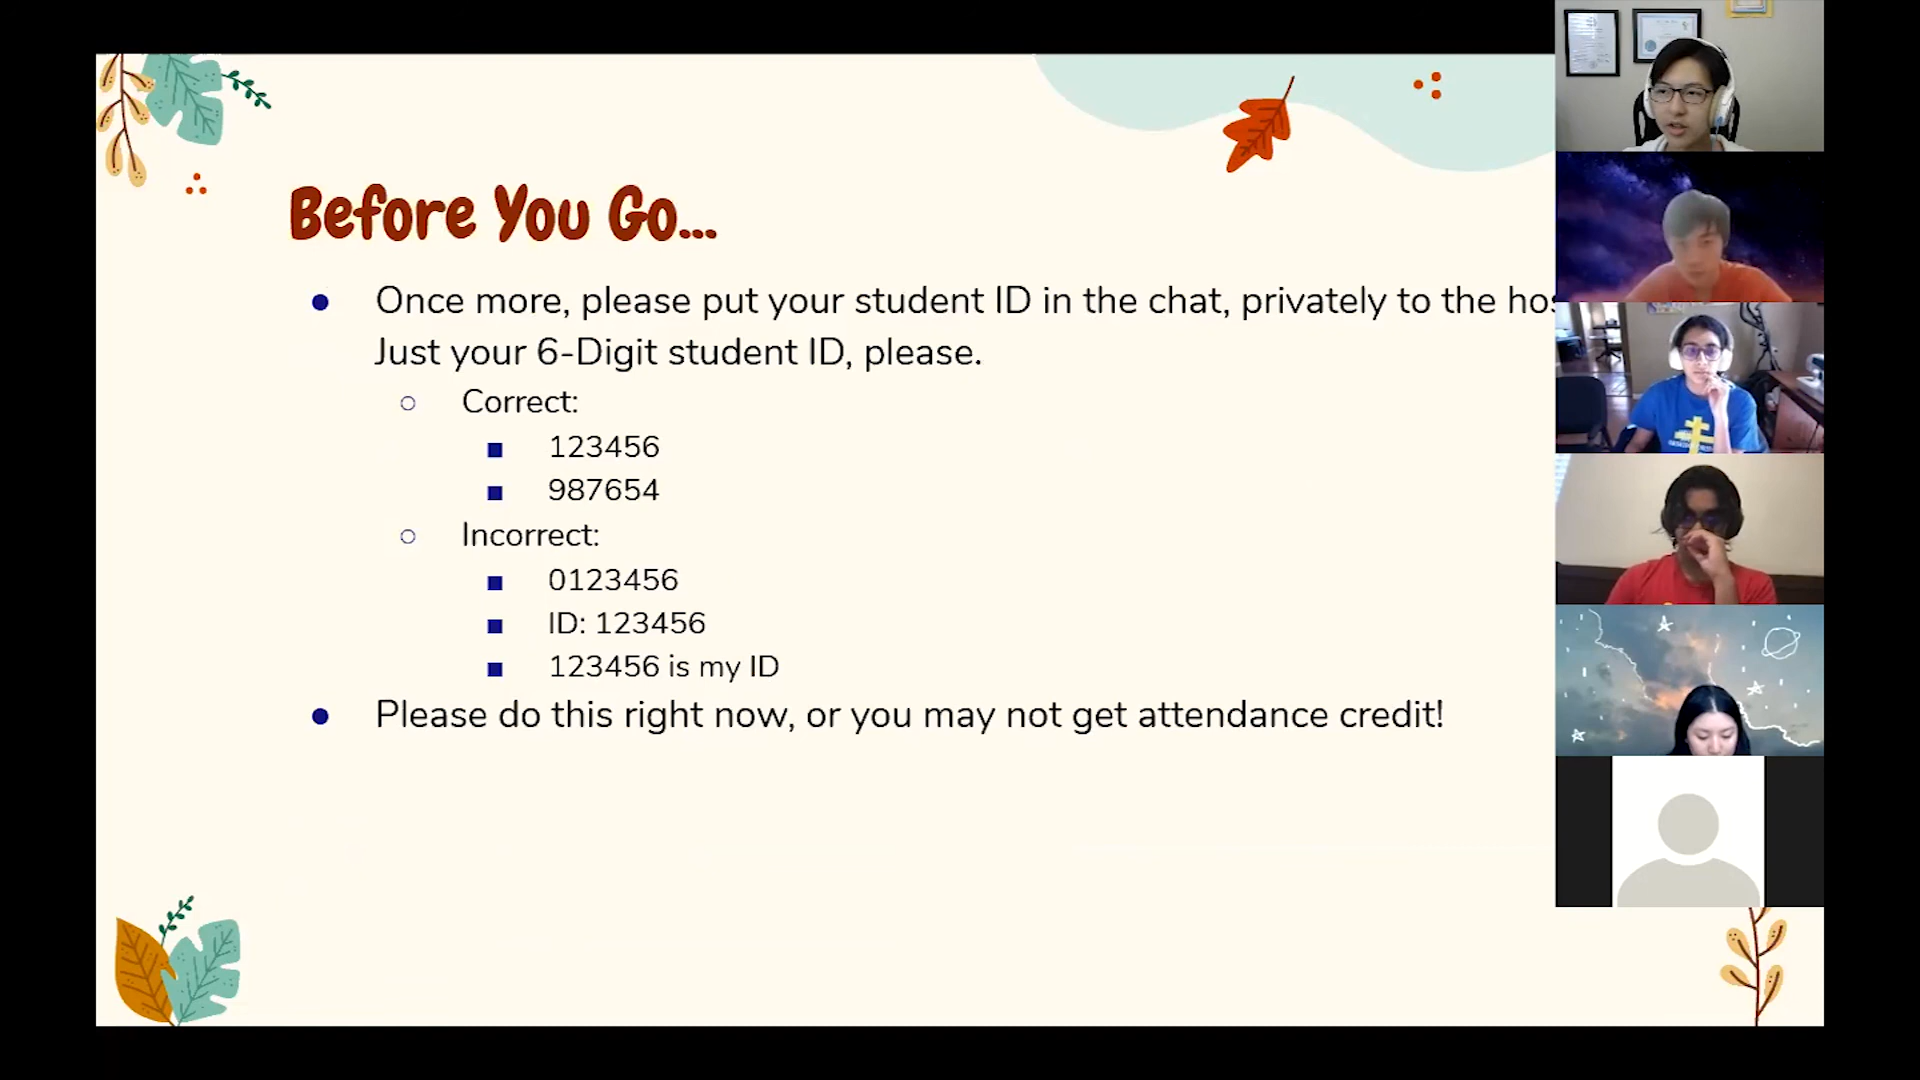 Before You Go...
Once more, please put your student ID in the chat, privately to the
Just your 6-Digit student ID, please.
Correct:
123456
987654
Incorrect:
0123456
ID: 123456
123456 is my ID
Please do this right now, or you may not get attendance credit!